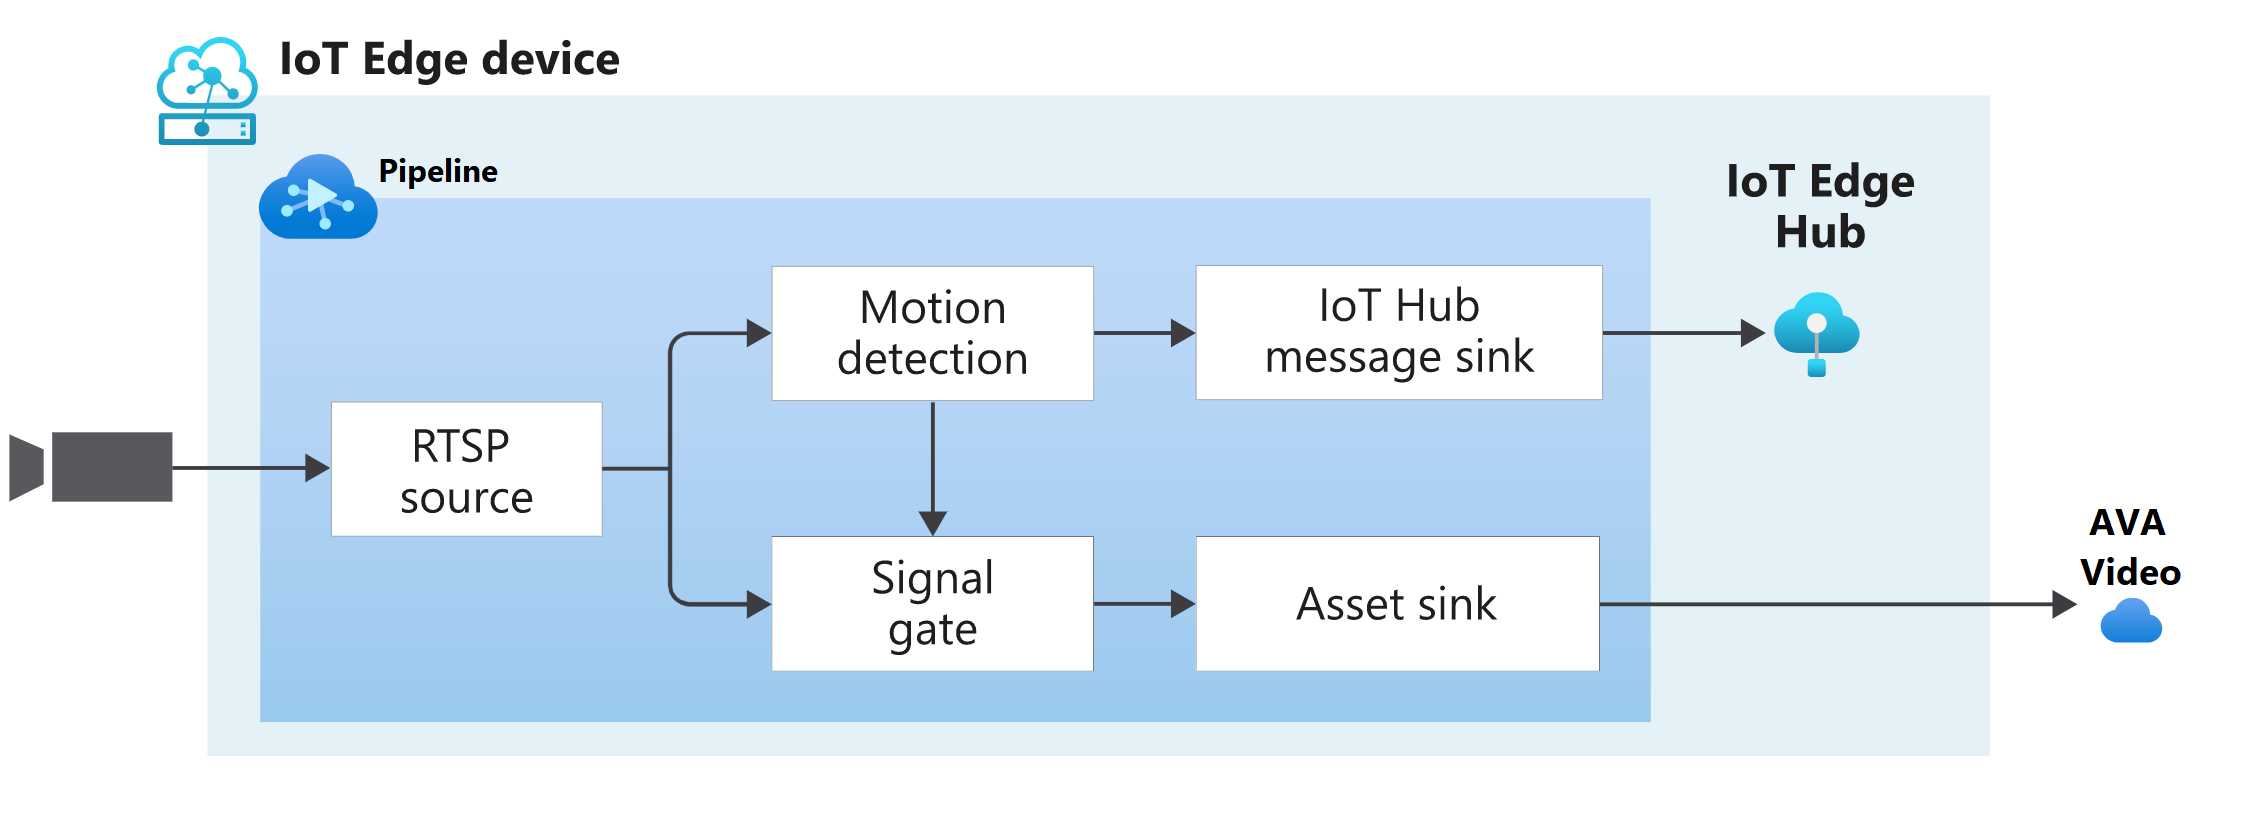 IoT Edge device
Pipeline
IoT Edge
Hub
Motion
detection
IoT Hub
message sink
RTSP
source
AVA
Video
Signal
gate
Asset sink